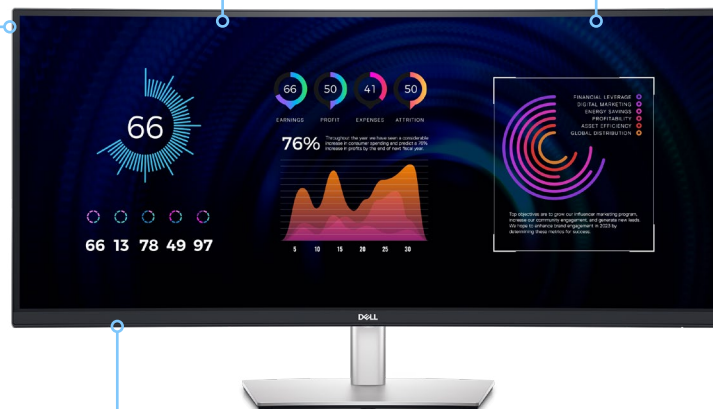 66
66 13 78 49 97
66 50 41 50
EARNINGS PROFIT EXPENSES ATTRITION
76%
Throughout the year we have seen a considerable
increase in consumer spending and predict a 76%
increase in profits by the end of next fiscal year.
5 10 15 20 25 30
FINANCIAL LEVERAGE
DIGITAL MARKETING
ENERGY SAVINGS
PROFITABILITY
ASSET EFFICIENCY
GLOBAL DISTRIBUTION
Top objectives are to grow our influencer marketing program,
increase our community engagement, and generate new leads.
We hope to enhance trend engagement in 2023 by
determining these metrics for success.
DELL